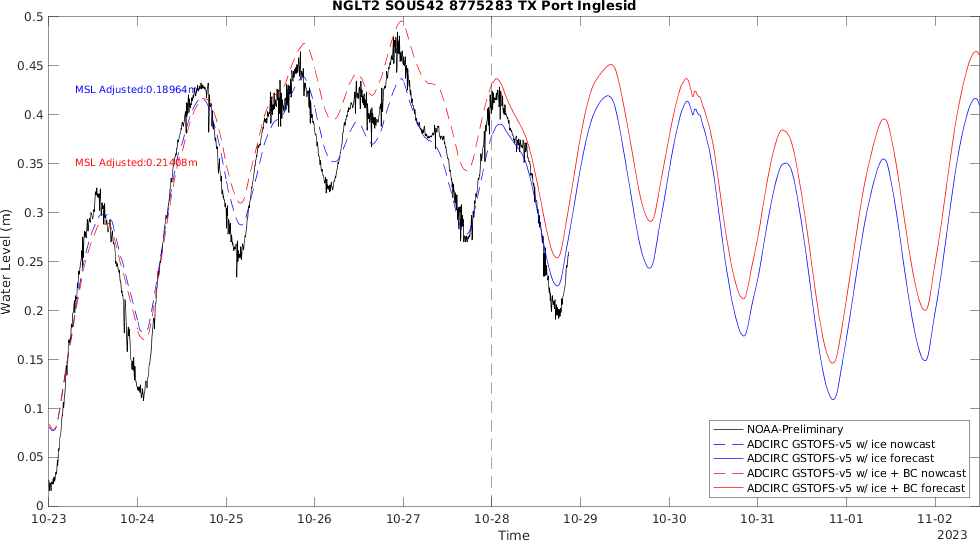 NGLT2 SOUS42 8775283 TX Port Inglesid
0.5
0.45
0.4
0.35
0.3
0.25
0.2
0.15
0.1
0.05
0
Water Level (m)
MSL Adjusted:0.18964m
MSL Adjusted:0.21408m
NOAA-Preliminary
ADCIRC GSTOFS-v5 w/ ice nowcast
ADCIRC GSTOFS-v5 w/ ice forecast
ADCIRC GSTOFS-v5 w/ ice + BC nowcast
ADCIRC GSTOFS-v5 w/ ice + BC forecast
10-23 10-24 10-25 10-26 10-27 10-28 10-29 10-30 10-31 11-01 11-02
Time
2023